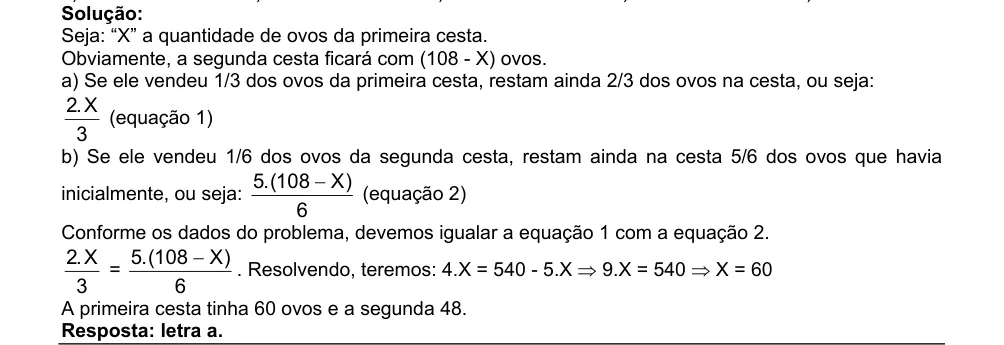 Solução:
Seja: “X” a quantidade de ovos da primeira cesta.
Obviamente, a segunda cesta ficará com (108 - X) ovos.
a) Se ele vendeu 1/3 dos ovos da primeira cesta, restam ainda 2/3 dos ovos na cesta, ou seja:
2.X/3 (equação 1)
b) Se ele vendeu 1/6 dos ovos da segunda cesta, restam ainda na cesta 5/6 dos ovos que havia
inicialmente, ou seja: 5.(108 – X)/6 (equação 2)
Conforme os dados do problema, devemos igualar a equação 1 com a equação 2.
2.X/3 = 5.(108 – X)/6 . Resolvendo, teremos: 4.X = 540 - 5.X ⇒ 9.X = 540 ⇒ X = 60
A primeira cesta tinha 60 ovos e a segunda 48.
Resposta: letra a.